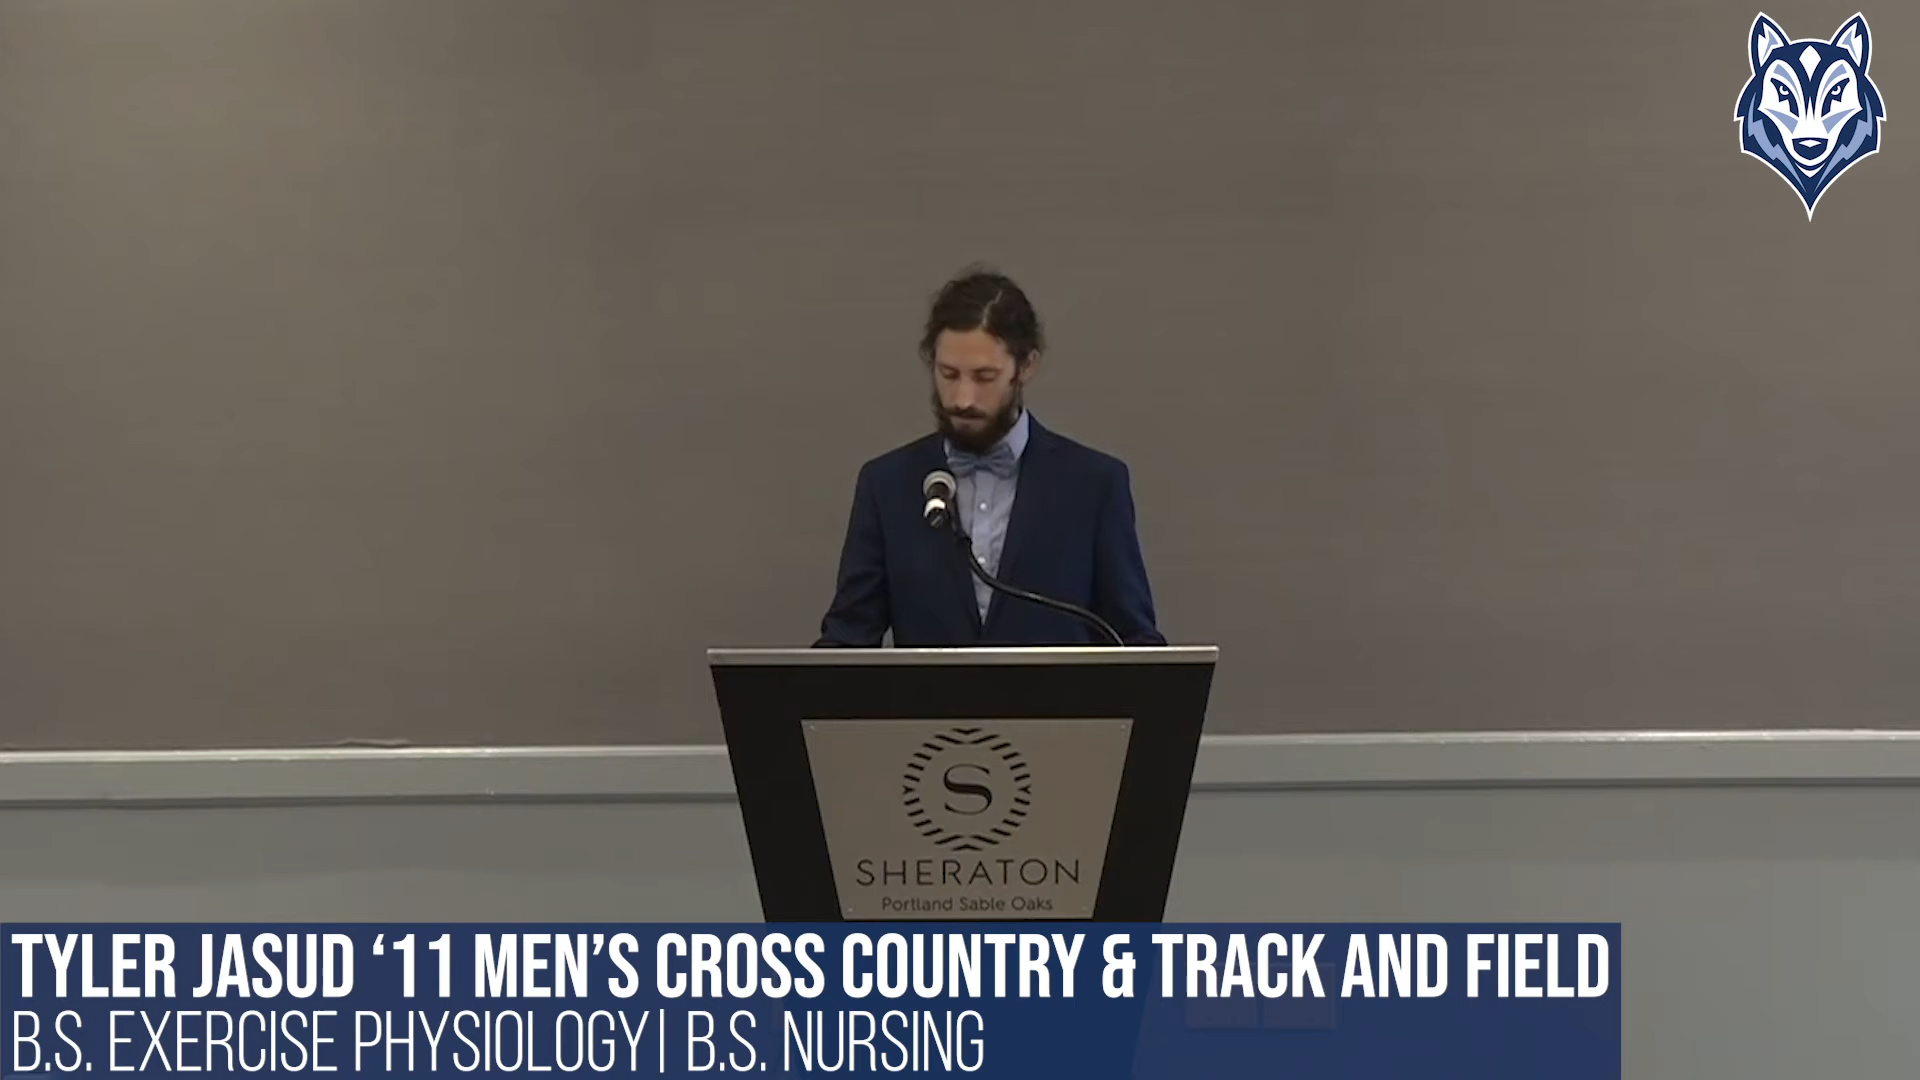 S
SHERATON
Portland Sable Oaks
TYLER JASUD ‘11 MEN’S CROSS COUNTRY & TRACK AND FIELD
B.S. EXERCISE PHYSIOLOGY| B.S. NURSING